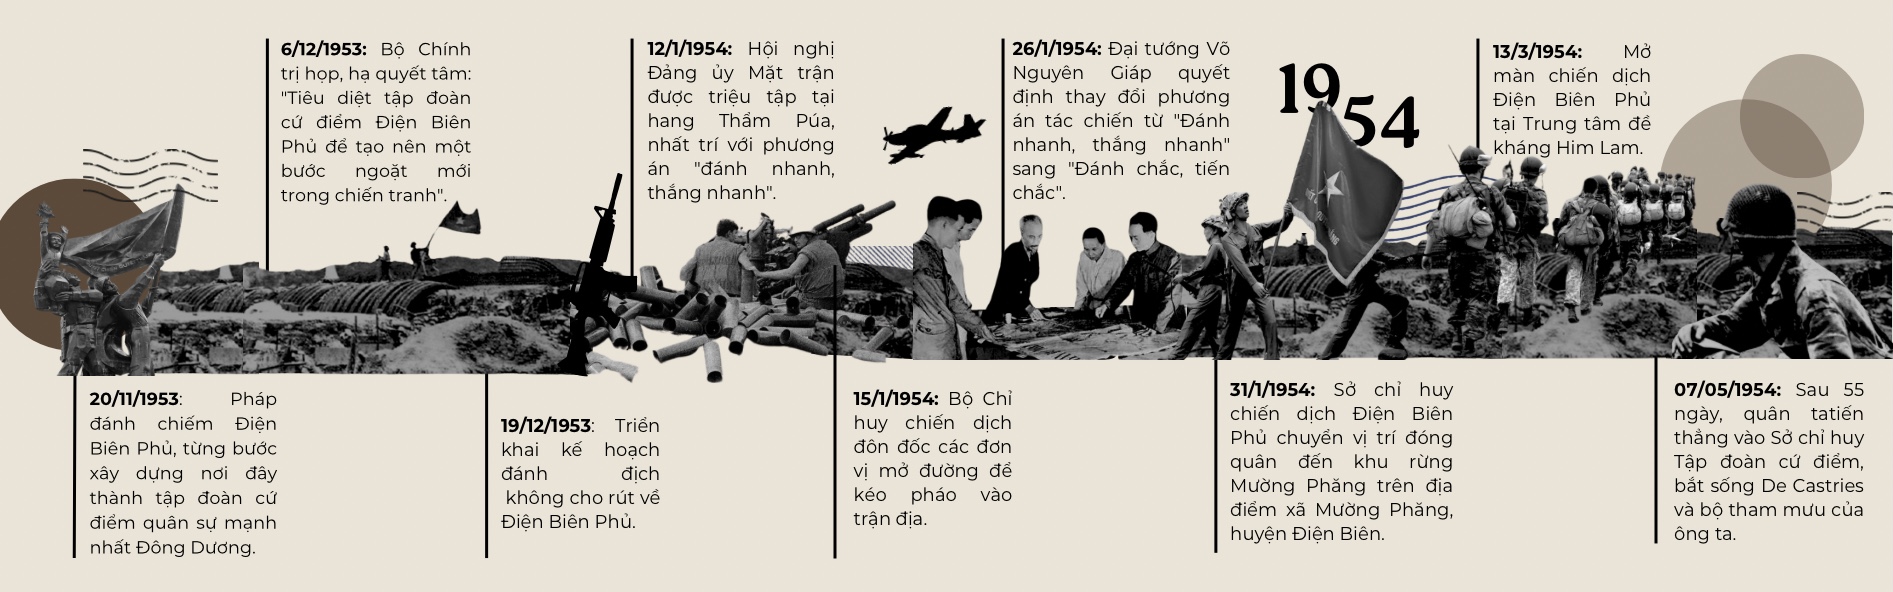 6/12/1953: Bộ Chính
trị họp, hạ quyết tâm:
"Tiêu diệt tập đoàn
cứ điểm Điện Biên
Phủ để tạo nên một
bước ngoặt mới
trong chiến tranh".
12/1/1954: Hội nghị
Đảng ủy Mặt trận
được triệu tập tại
hang Thẩm Púa,
nhất trí với phương
án "đánh nhanh,
thắng nhanh".
26/1/1954: Đại tướng Võ
Nguyên Giáp quyết
định thay đổi phương
án tác chiến từ "Đánh
nhanh, thắng nhanh"
sang "Đánh chắc, tiến
chắc".
1954
13/3/1954: Mở
màn chiến dịch
Điện Biên Phủ
tại Trung tâm đề
kháng Him Lam.
20/11/1953: Pháp
đánh chiếm Điện
Biên Phủ, từng bước
xây dựng nơi đây
thành tập đoàn cứ
điểm quân sự mạnh
nhất Đông Dương.
19/12/1953: Triển
khai kế hoạch
đánh địch
không cho rút về
Điện Biên Phủ.
15/1/1954: Bộ Chỉ
huy chiến dịch
đôn đốc các đơn
vị mở đường để
kéo pháo vào
trận địa.
31/1/1954: Sở chỉ huy
chiến dịch Điện Biên
Phủ chuyển vị trí đóng
quân đến khu rừng
Mường Phăng trên địa
điểm xã Mường Phăng,
huyện Điện Biên.
07/05/1954: Sau 55
ngày, quân tatiến
thẳng vào Sở chỉ huy
Tập đoàn cứ điểm,
bắt sống De Castries
và bộ tham mưu của
ông ta.